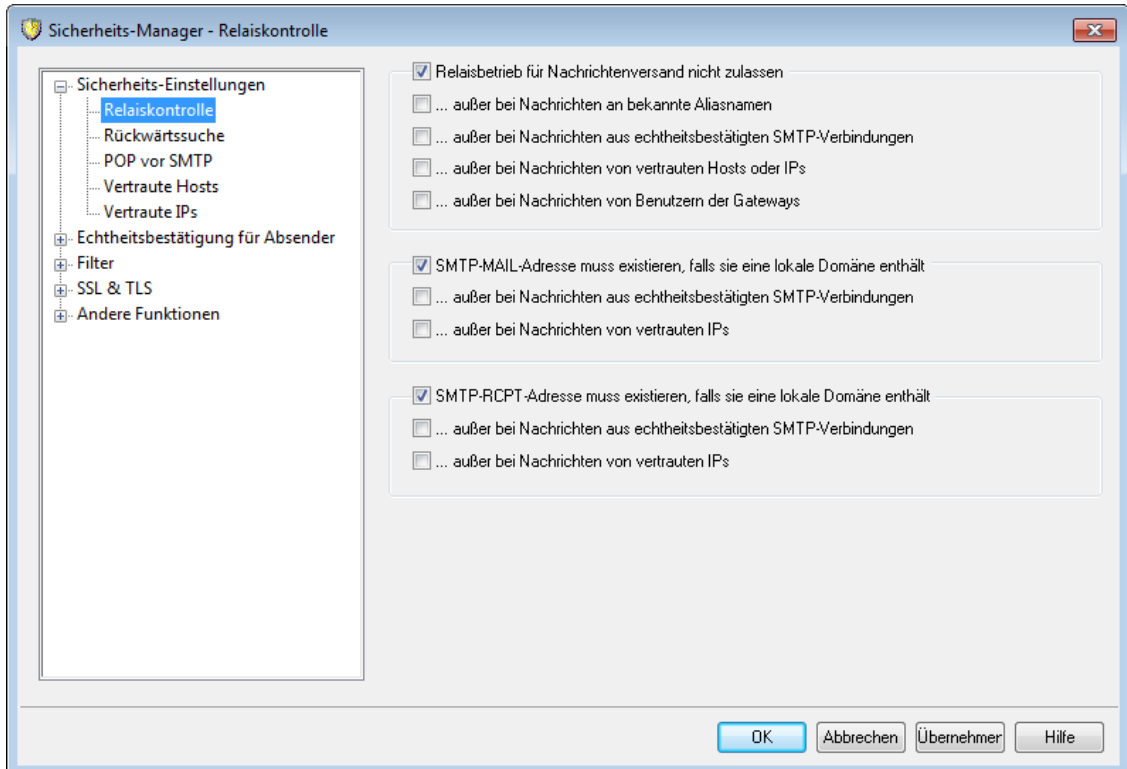 Sicherheits-Manager - Relaiskontrolle
Sicherheits-Einstellungen
Relaiskontrolle
Rückwärtssuche
POP vor SMTP
Vertraute Hosts
Vertraute IPs
Echtheitsbestätigung für Absender
Filter
SSL & TLS
Andere Funktionen
Relaisbetrieb für Nachrichtenversand nicht zulassen
... außer bei Nachrichten an bekannte Aliasnamen
... außer bei Nachrichten aus echtheitsbestätigten SMTP-Verbindungen
... außer bei Nachrichten von vertrauten Hosts oder IPs
... außer bei Nachrichten von Benutzern der Gateways
SMTP-MAIL-Adresse muss existieren, falls sie eine lokale Domäne enthält
... außer bei Nachrichten aus echtheitsbestätigten SMTP-Verbindungen
... außer bei Nachrichten von vertrauten IPs
SMTP-RCPT-Adresse muss existieren, falls sie eine lokale Domäne enthält
... außer bei Nachrichten aus echtheitsbestätigten SMTP-Verbindungen
... außer bei Nachrichten von vertrauten IPs
OK
Abbrechen
Übernehmer
Hilfe